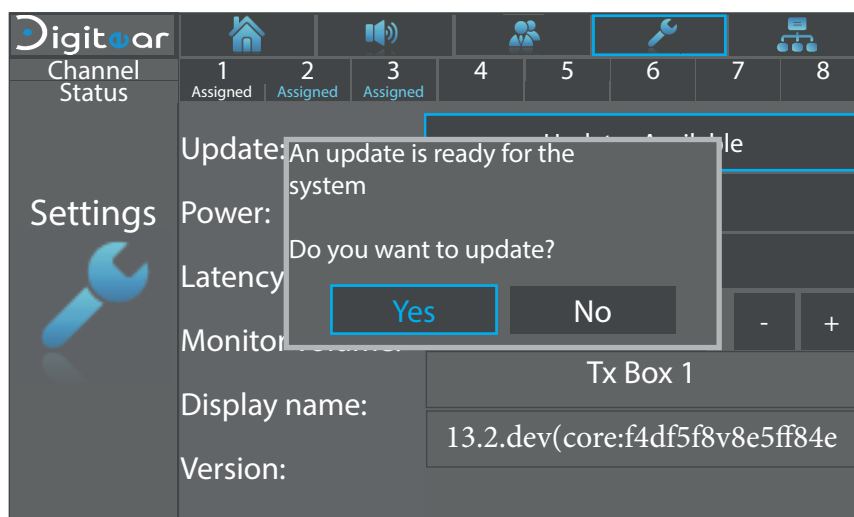 Digitear
Channel
Status
1 2 3 4 5 6 7 8
Assigned Assigned Assigned
Settings
Update:
An update is ready for the
system
Do you want to update?
Yes No
Power:
Latency
- +
Display name:
Tx Box 1
Version:
13.2.dev(core:f4df5f8v8e5ff84e